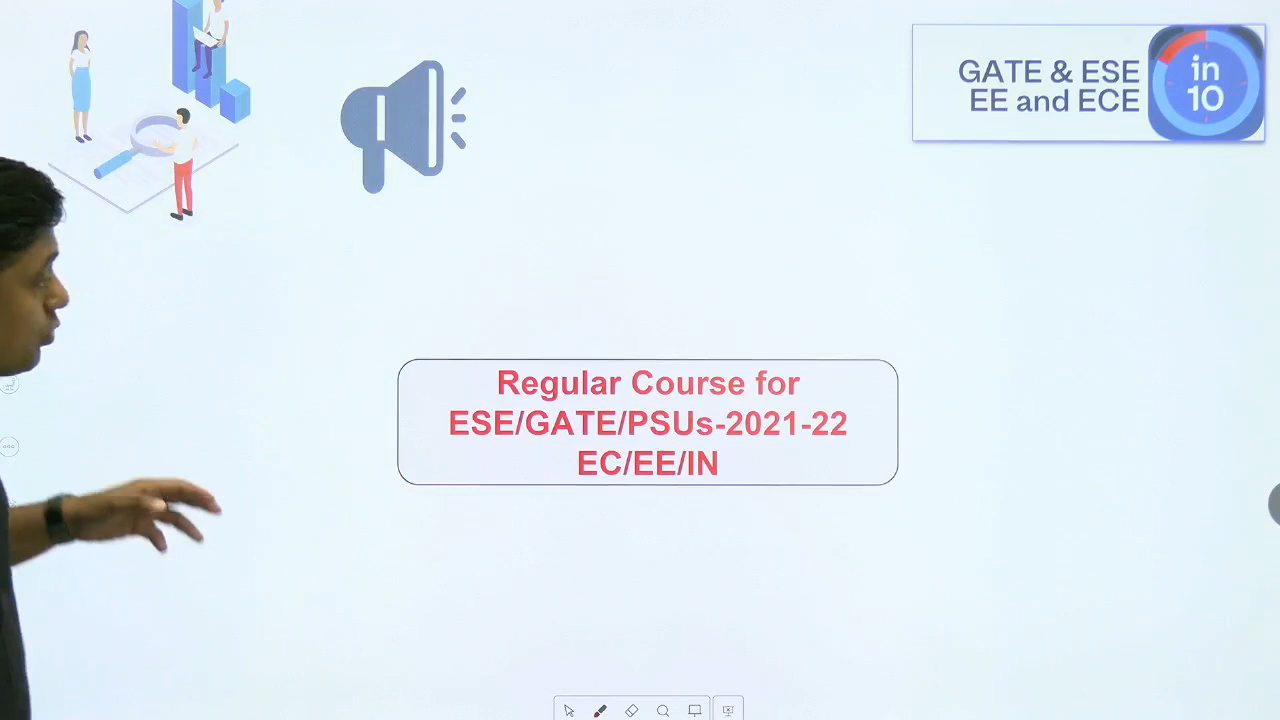 GATE & ESE
EE and ECE
in
10
Regular Course for
ESE/GATE/PSUs-2021-22
EC/EE/IN